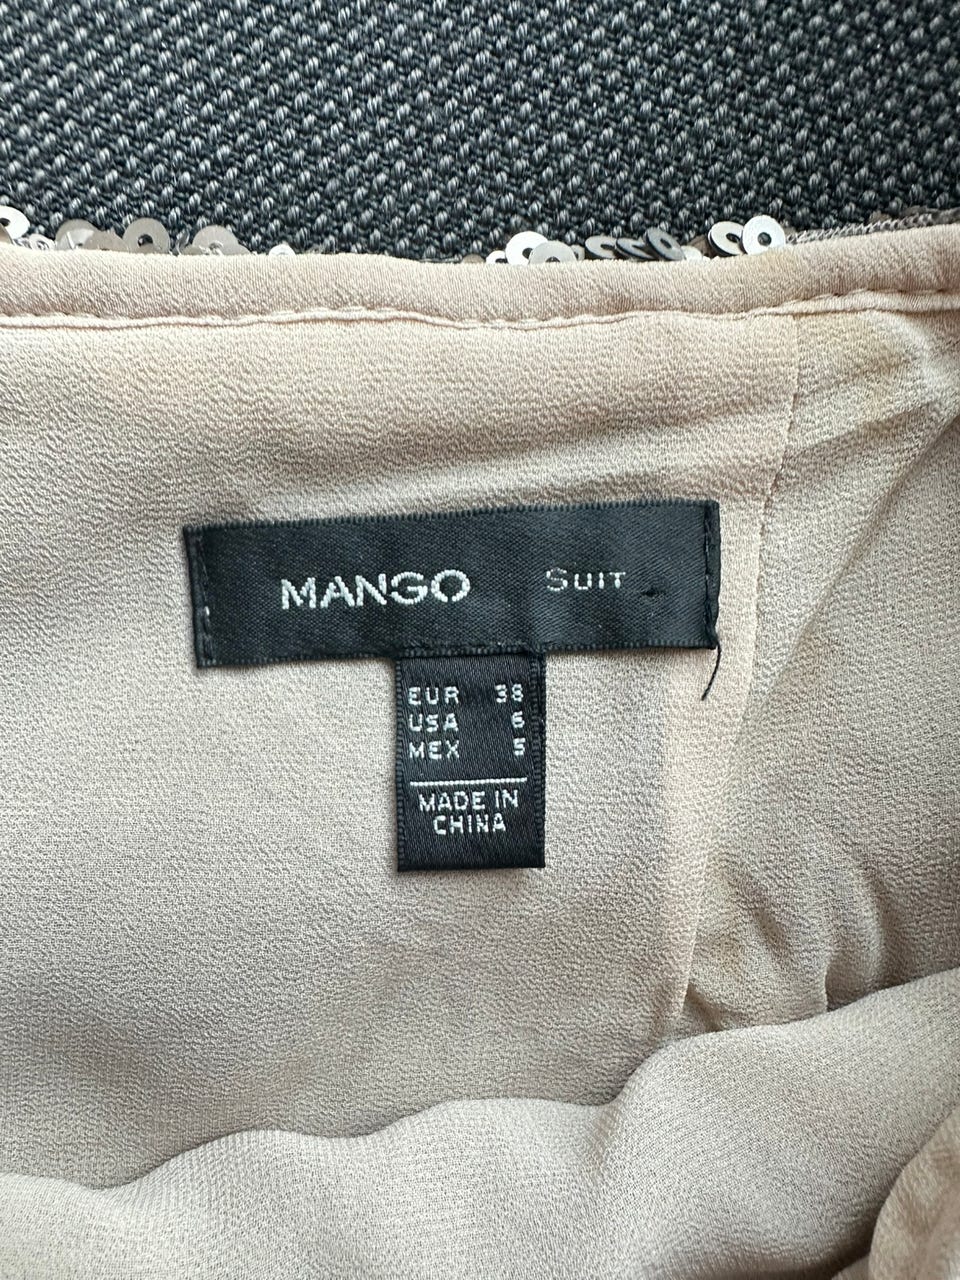 MANGO SUIT
EUR 38
USA 6
MEX 5
MADE IN
CHINA